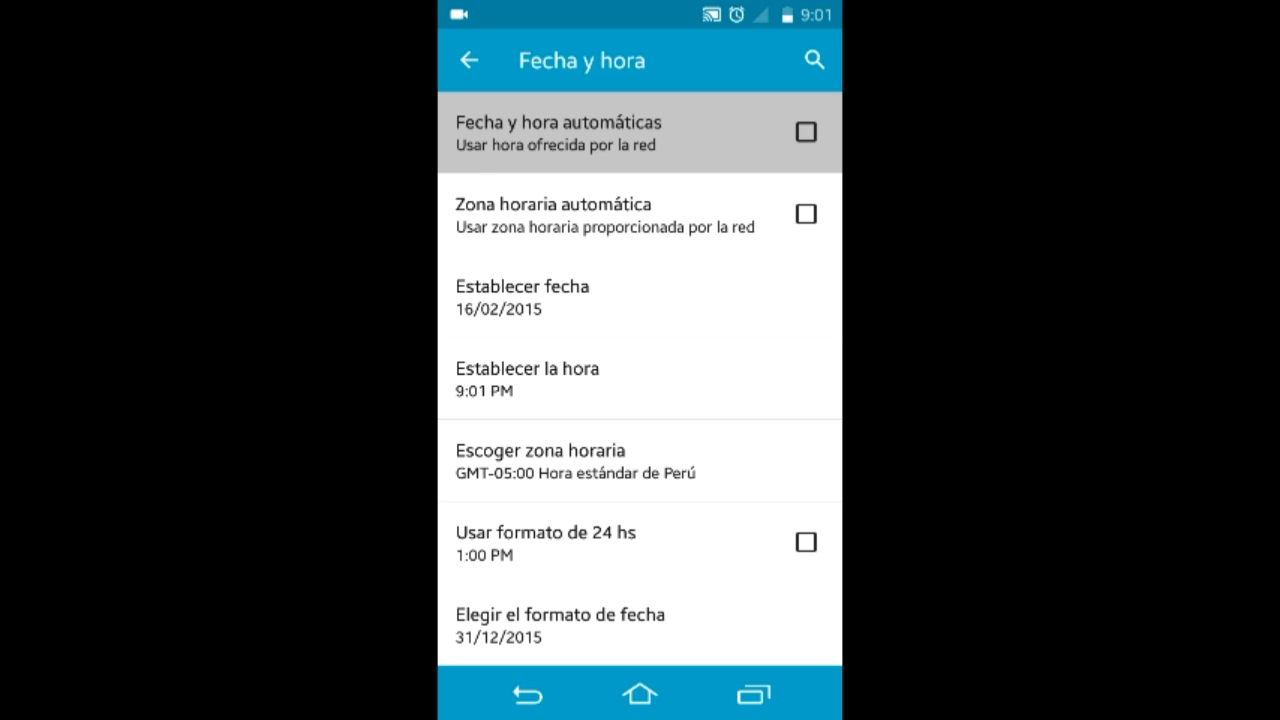 9:01
Fecha y hora
Fecha y hora automáticas
Usar hora ofrecida por la red
Zona horaria automática
Usar zona horaria proporcionada por la red
Establecer fecha
16/02/2015
Establecer la hora
9:01 PM
Escoger zona horaria
GMT-05:00 Hora estándar de Perú
Usar formato de 24 hs
1:00 PM
Elegir el formato de fecha
31/12/2015